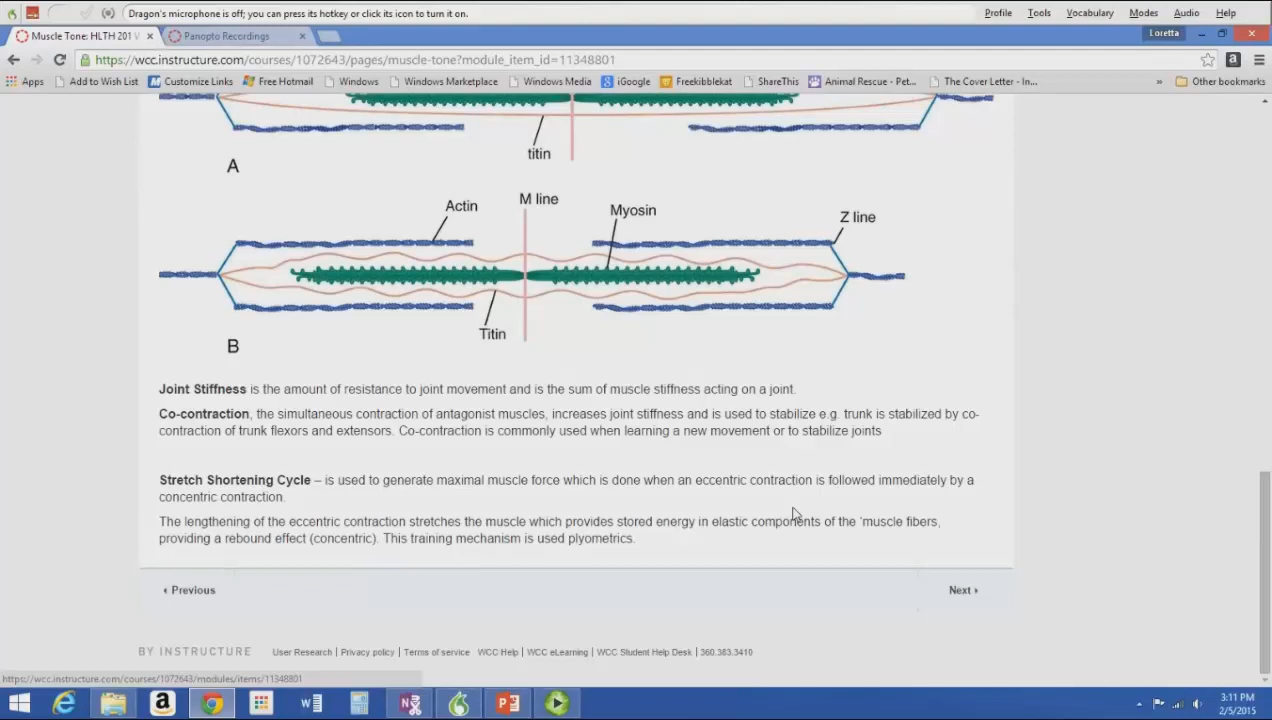 Dragon's microphone is off; you can press its hotkey or click its icon to turn it on.
Profile Tools Vocabulary Modes Audio Help
Muscle Tone: HLTH 201 W
Panopto Recordings
Loretta
https://wcc.instructure.com/courses/1072643/pages/muscle-tone?module_item_id=11348801
Apps Add to Wish List Customize Links Free Hotmail Windows Windows Marketplace Windows Media iGoogle Freekibblekat ShareThis Animal Rescue - Pet... The Cover Letter - In... » Other bookmarks
titin
A
Actin
M line
Myosin
Z line
Titin
B
Joint Stiffness is the amount of resistance to joint movement and is the sum of muscle stiffness acting on a joint.
Co-contraction, the simultaneous contraction of antagonist muscles, increases joint stiffness and is used to stabilize e.g. trunk is stabilized by co-
contraction of trunk flexors and extensors. Co-contraction is commonly used when learning a new movement or to stabilize joints
Stretch Shortening Cycle – is used to generate maximal muscle force which is done when an eccentric contraction is followed immediately by a
concentric contraction.
The lengthening of the eccentric contraction stretches the muscle which provides stored energy in elastic components of the 'muscle fibers,
providing a rebound effect (concentric). This training mechanism is used plyometrics.
Previous
Next
BY INSTRUCTURE User Research | Privacy policy | Terms of service WCC Help | WCC eLearning | WCC Student Help Desk | 360.383.3410
https://wcc.instructure.com/courses/1072643/modules/items/11348801
3:11 PM
2/5/2015